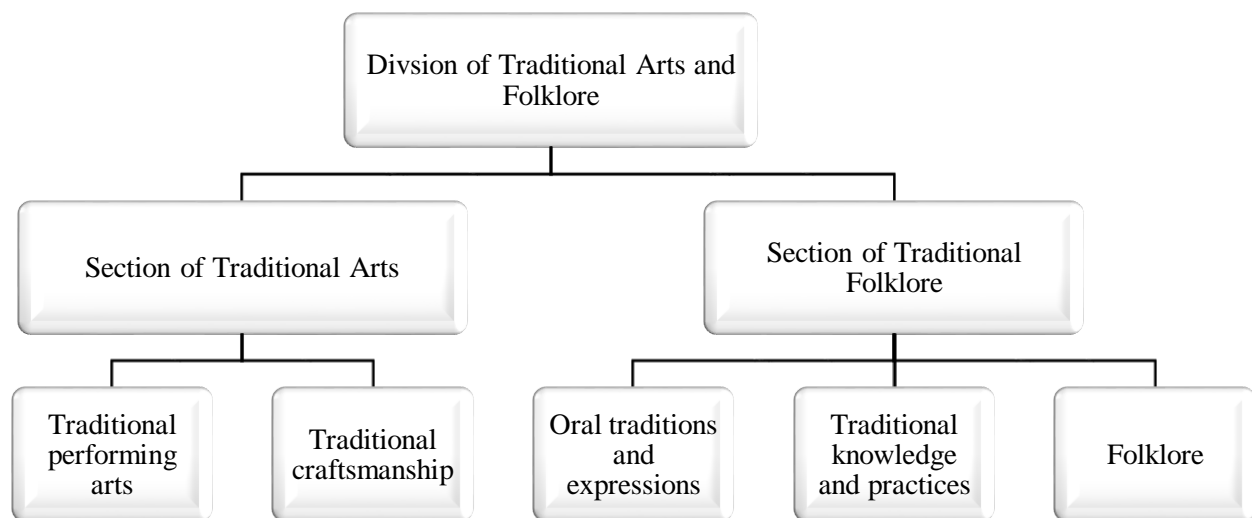 Divsion of Traditional Arts and
Folklore
Section of Traditional Arts
Section of Traditional
Folklore
Traditional
performing
arts
Traditional
craftsmanship
Oral traditions
and
expressions
Traditional
knowledge
and practices
Folklore